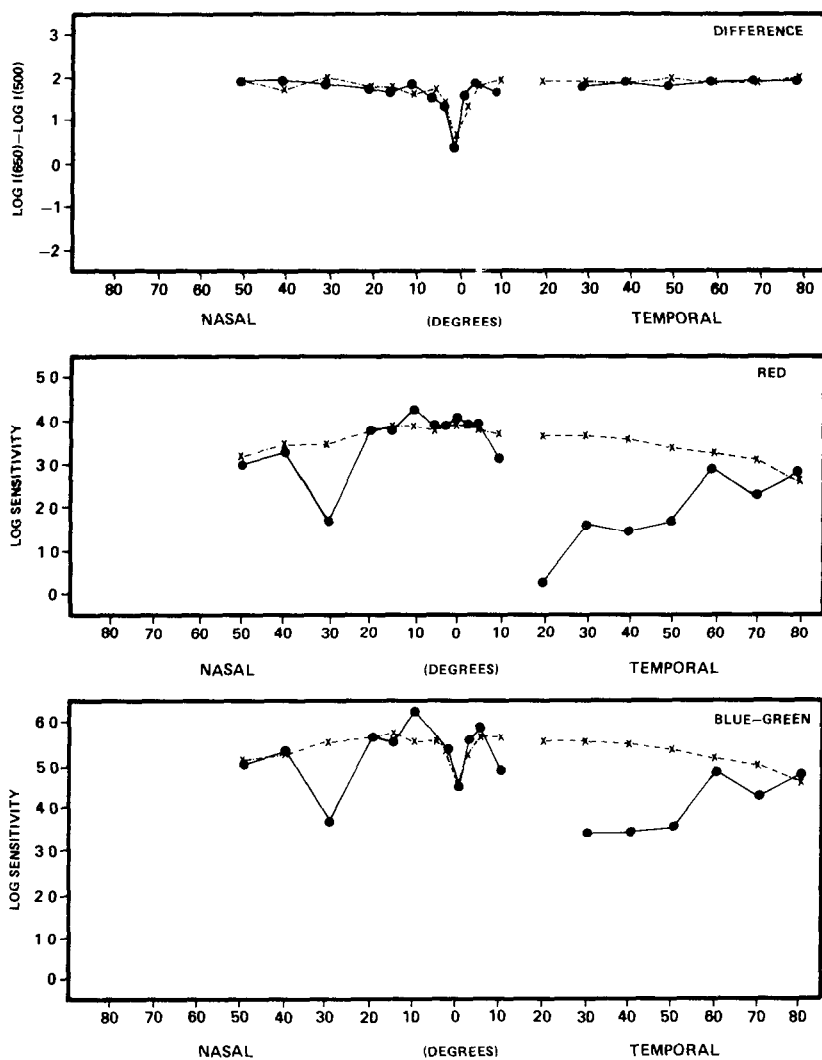 DIFFERENCE
LOG I(650)–LOG I(500)
3
2
1
0
−1
−2
80 70 60 50 40 30 20 10 0 10 20 30 40 50 60 70 80
NASAL (DEGREES) TEMPORAL
RED
LOG SENSITIVITY
5 0
4 0
3 0
2 0
1 0
0
80 70 60 50 40 30 20 10 0 10 20 30 40 50 60 70 80
NASAL (DEGREES) TEMPORAL
BLUE–GREEN
LOG SENSITIVITY
6 0
5 0
4 0
3 0
2 0
1 0
0
80 70 60 50 40 30 20 10 0 10 20 30 40 50 60 70 80
NASAL (DEGREES) TEMPORAL